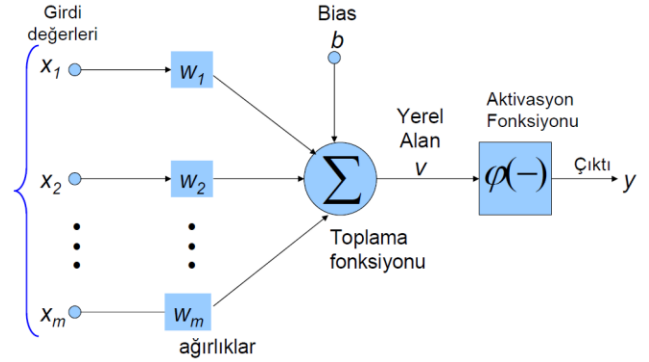 Girdi
değerleri
x1
x2
xm
w1
w2
wm
ağırlıklar
Bias
b
∑
Toplama
fonksiyonu
Yerel
Alan
v
Aktivasyon
Fonksiyonu
φ(−)
Çıktı
y